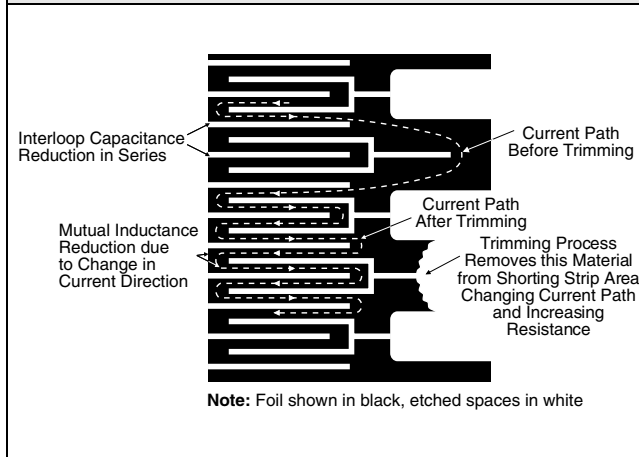 Interloop Capacitance
Reduction in Series
Current Path
Before Trimming
Mutual Inductance
Reduction due
to Change in
Current Direction
Current Path
After Trimming
Trimming Process
Removes this Material
from Shorting Strip Area
Changing Current Path
and Increasing
Resistance
Note: Foil shown in black, etched spaces in white